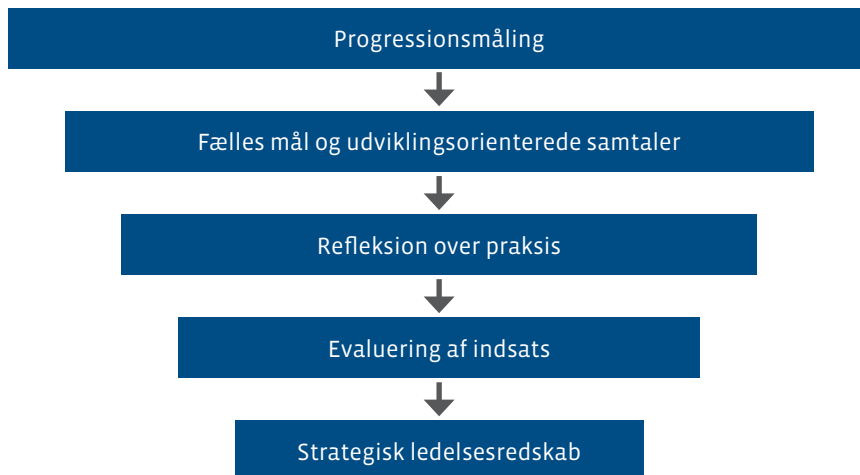 Progressionsmåling
Fælles mål og udviklingsorienterede samtaler
Refleksion over praksis
Evaluering af indsats
Strategisk ledelsesredskab